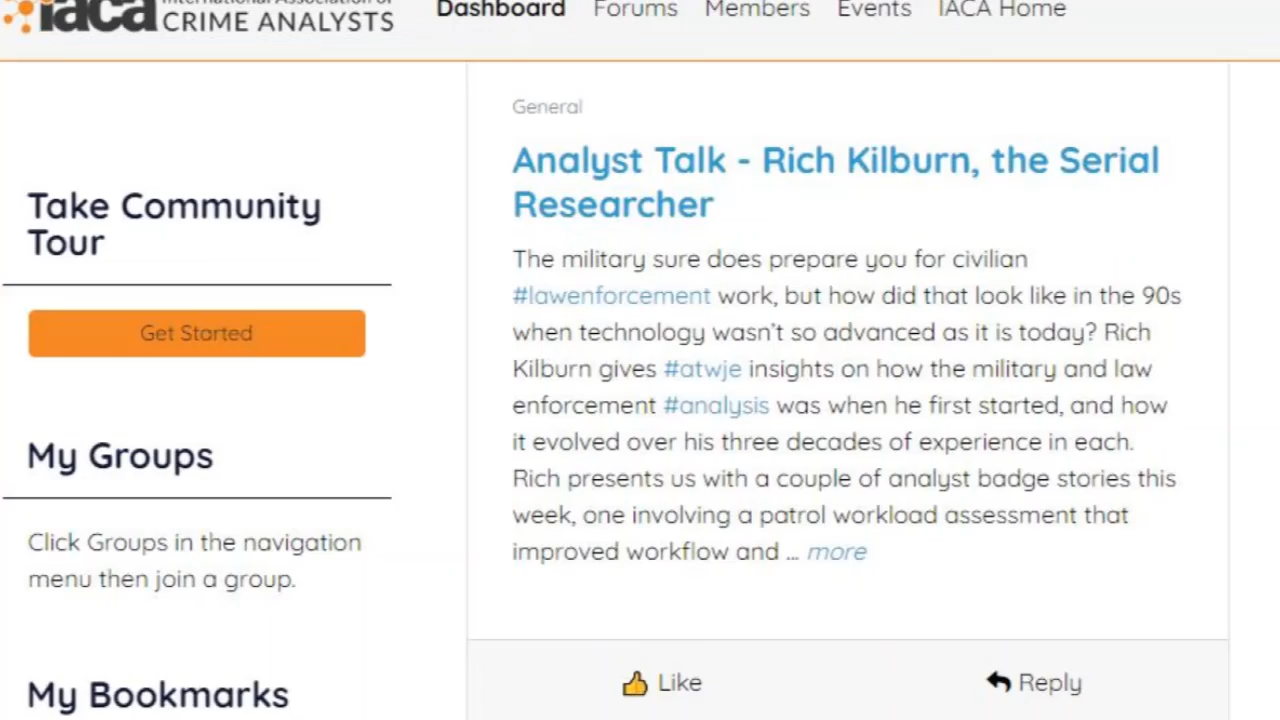 International Association of
iaca CRIME ANALYSTS
Dashboard Forums Members Events IACA Home
Take Community
Tour
Get Started
My Groups
Click Groups in the navigation
menu then join a group.
My Bookmarks
General
Analyst Talk - Rich Kilburn, the Serial
Researcher
The military sure does prepare you for civilian
#lawenforcement work, but how did that look like in the 90s
when technology wasn't so advanced as it is today? Rich
Kilburn gives #atwje insights on how the military and law
enforcement #analysis was when he first started, and how
it evolved over his three decades of experience in each.
Rich presents us with a couple of analyst badge stories this
week, one involving a patrol workload assessment that
improved workflow and ... more
Like
Reply